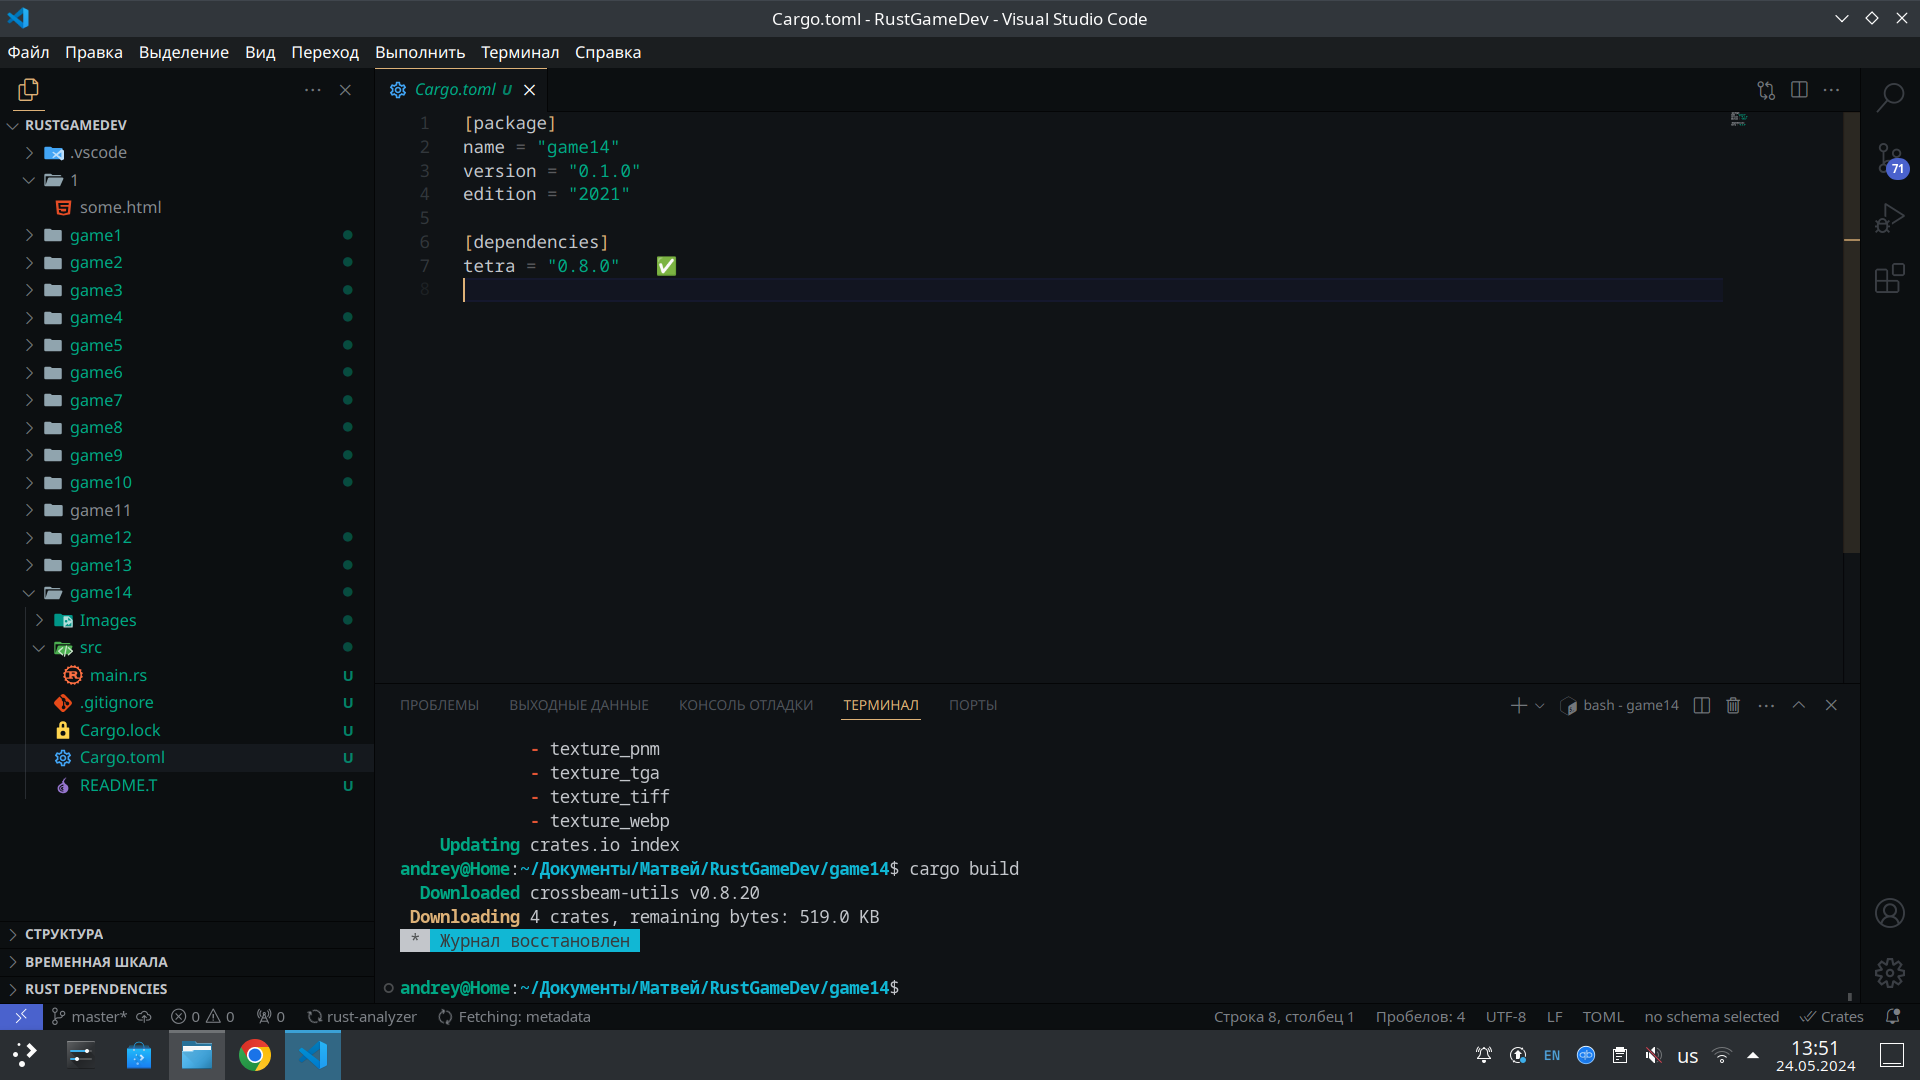 Cargo.toml - RustGameDev - Visual Studio Code
Файл Правка Выделение Вид Переход Выполнить Терминал Справка
RUSTGAMEDEV
.vscode
1
some.html
game1
game2
game3
game4
game5
game6
game7
game8
game9
game10
game11
game12
game13
game14
Images
src
main.rs U
.gitignore U
Cargo.lock U
Cargo.toml U
README.T U
СТРУКТУРА
ВРЕМЕННАЯ ШКАЛА
RUST DEPENDENCIES
Cargo.toml U
1 [package]
2 name = "game14"
3 version = "0.1.0"
4 edition = "2021"
5
6 [dependencies]
7 tetra = "0.8.0" ✅
8
71
ПРОБЛЕМЫ ВЫХОДНЫЕ ДАННЫЕ КОНСОЛЬ ОТЛАДКИ ТЕРМИНАЛ ПОРТЫ
bash - game14
- texture_pnm
- texture_tga
- texture_tiff
- texture_webp
Updating crates.io index
andrey@Home:~/Документы/Матвей/RustGameDev/game14$ cargo build
Downloaded crossbeam-utils v0.8.20
Downloading 4 crates, remaining bytes: 519.0 KB
* Журнал восстановлен
andrey@Home:~/Документы/Матвей/RustGameDev/game14$
master* 0 0 0 rust-analyzer Fetching: metadata Строка 8, столбец 1 Пробелов: 4 UTF-8 LF TOML no schema selected Crates
EN qb us 13:51
24.05.2024